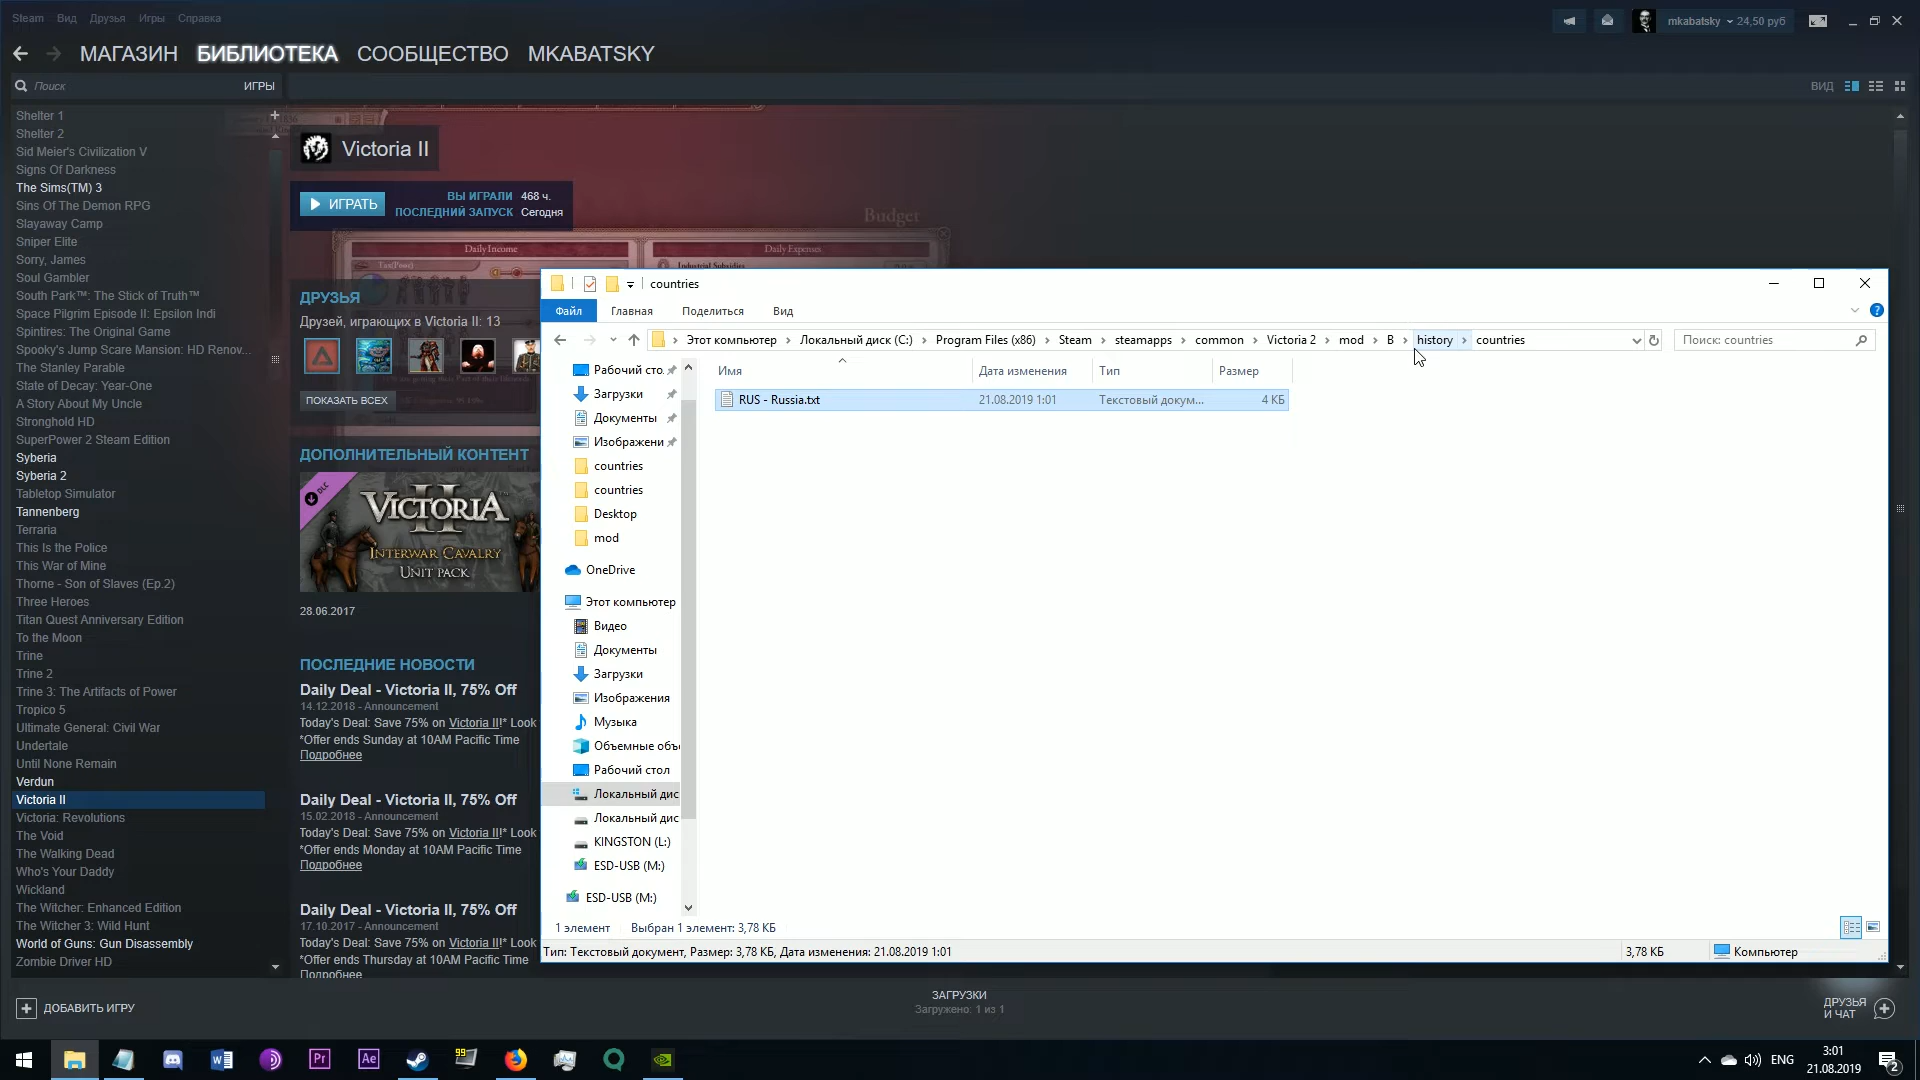 Steam Вид Друзья Игры Справка
mkabatsky 24,50 руб
МАГАЗИН БИБЛИОТЕКА СООБЩЕСТВО MKABATSKY
Поиск ИГРЫ
ВИД
Shelter 1
Shelter 2
Sid Meier's Civilization V
Signs Of Darkness
The Sims(TM) 3
Sins Of The Demon RPG
Slayaway Camp
Sniper Elite
Sorry, James
Soul Gambler
South Park™: The Stick of Truth™
Space Pilgrim Episode II: Epsilon Indi
Spintires: The Original Game
Spooky's Jump Scare Mansion: HD Renov...
The Stanley Parable
State of Decay: Year-One
A Story About My Uncle
Stronghold HD
SuperPower 2 Steam Edition
Syberia
Syberia 2
Tabletop Simulator
Tannenberg
Terraria
This Is the Police
This War of Mine
Thorne - Son of Slaves (Ep.2)
Three Heroes
Titan Quest Anniversary Edition
To the Moon
Trine
Trine 2
Trine 3: The Artifacts of Power
Tropico 5
Ultimate General: Civil War
Undertale
Until None Remain
Verdun
Victoria II
Victoria: Revolutions
The Void
The Walking Dead
Who's Your Daddy
Wickland
The Witcher: Enhanced Edition
The Witcher 3: Wild Hunt
World of Guns: Gun Disassembly
Zombie Driver HD
Victoria II
ИГРАТЬ
ВЫ ИГРАЛИ 468 ч.
ПОСЛЕДНИЙ ЗАПУСК Сегодня
Budget
Daily Income
Daily Expenses
Industrial Subsidies
ДРУЗЬЯ
Друзей, играющих в Victoria II: 13
ПОКАЗАТЬ ВСЕХ
ДОПОЛНИТЕЛЬНЫЙ КОНТЕНТ
DLC
VICTORIA II
INTERWAR CAVALRY
UNIT PACK
28.06.2017
ПОСЛЕДНИЕ НОВОСТИ
Daily Deal - Victoria II, 75% Off
14.12.2018 - Announcement
Today's Deal: Save 75% on Victoria II!* Look
*Offer ends Sunday at 10AM Pacific Time
Подробнее
Daily Deal - Victoria II, 75% Off
15.02.2018 - Announcement
Today's Deal: Save 75% on Victoria II!* Look
*Offer ends Monday at 10AM Pacific Time
Подробнее
Daily Deal - Victoria II, 75% Off
17.10.2017 - Announcement
Today's Deal: Save 75% on Victoria II!* Look
*Offer ends Thursday at 10AM Pacific Time
Подробнее
countries
Файл Главная Поделиться Вид
Этот компьютер Локальный диск (C:) Program Files (x86) Steam steamapps common Victoria 2 mod B history countries
Поиск: countries
Имя Дата изменения Тип Размер
RUS - Russia.txt 21.08.2019 1:01 Текстовый докум... 4 КБ
Рабочий сто.
Загрузки
Документы
Изображени
countries
countries
Desktop
mod
OneDrive
Этот компьютер
Видео
Документы
Загрузки
Изображения
Музыка
Объемные объ
Рабочий стол
Локальный дис
Локальный дис
KINGSTON (L:)
ESD-USB (M:)
ESD-USB (M:)
1 элемент Выбран 1 элемент: 3,78 КБ
Тип: Текстовый документ, Размер: 3,78 КБ, Дата изменения: 21.08.2019 1:01
3,78 КБ
Компьютер
ДОБАВИТЬ ИГРУ
ЗАГРУЗКИ
Загружено: 1 из 1
ДРУЗЬЯ
И ЧАТ
Pr Ae 99
ENG
3:01
21.08.2019
2